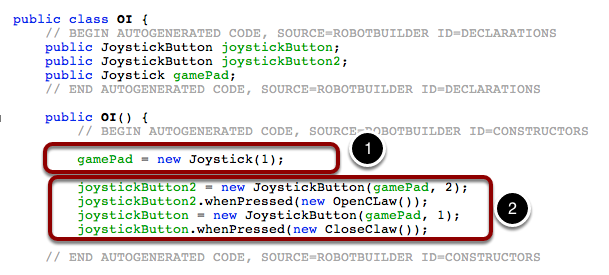 public class OI {
// BEGIN AUTOGENERATED CODE, SOURCE=ROBOTBUILDER ID=DECLARATIONS
public JoystickButton joystickButton;
public JoystickButton joystickButton2;
public Joystick gamePad;
// END AUTOGENERATED CODE, SOURCE=ROBOTBUILDER ID=DECLARATIONS
public OI() {
// BEGIN AUTOGENERATED CODE, SOURCE=ROBOTBUILDER ID=CONSTRUCTORS
gamePad = new Joystick(1);
1
joystickButton2 = new JoystickButton(gamePad, 2);
joystickButton2.whenPressed(new OpenCLaw());
joystickButton = new JoystickButton(gamePad, 1);
joystickButton.whenPressed(new CloseClaw());
2
// END AUTOGENERATED CODE, SOURCE=ROBOTBUILDER ID=CONSTRUCTORS